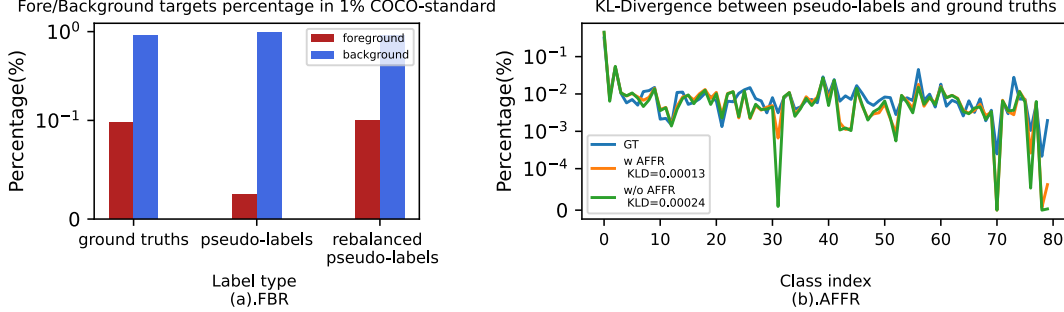 Fore/Background targets percentage in 1% COCO-standard
Percentage(%)
10⁰
10⁻¹
0
foreground
background
ground truths
pseudo-labels
rebalanced
pseudo-labels
Label type
(a).FBR
KL-Divergence between pseudo-labels and ground truths
Percentage(%)
10⁻¹
10⁻²
10⁻³
10⁻⁴
0
GT
w AFFR
KLD=0.00013
w/o AFFR
KLD=0.00024
0 10 20 30 40 50 60 70 80
Class index
(b).AFFR